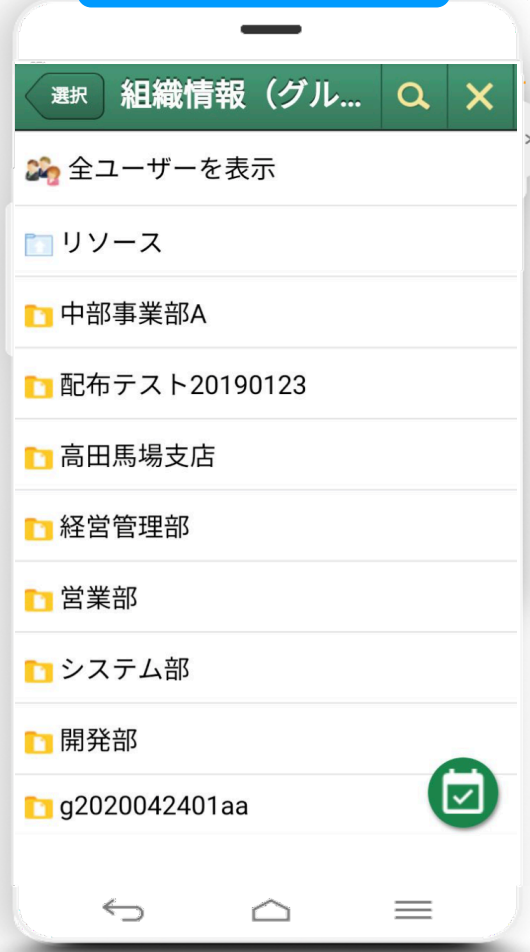 選択
組織情報（グル...
全ユーザーを表示
リソース
中部事業部A
配布テスト20190123
高田馬場支店
経営管理部
営業部
システム部
開発部
g2020042401aa